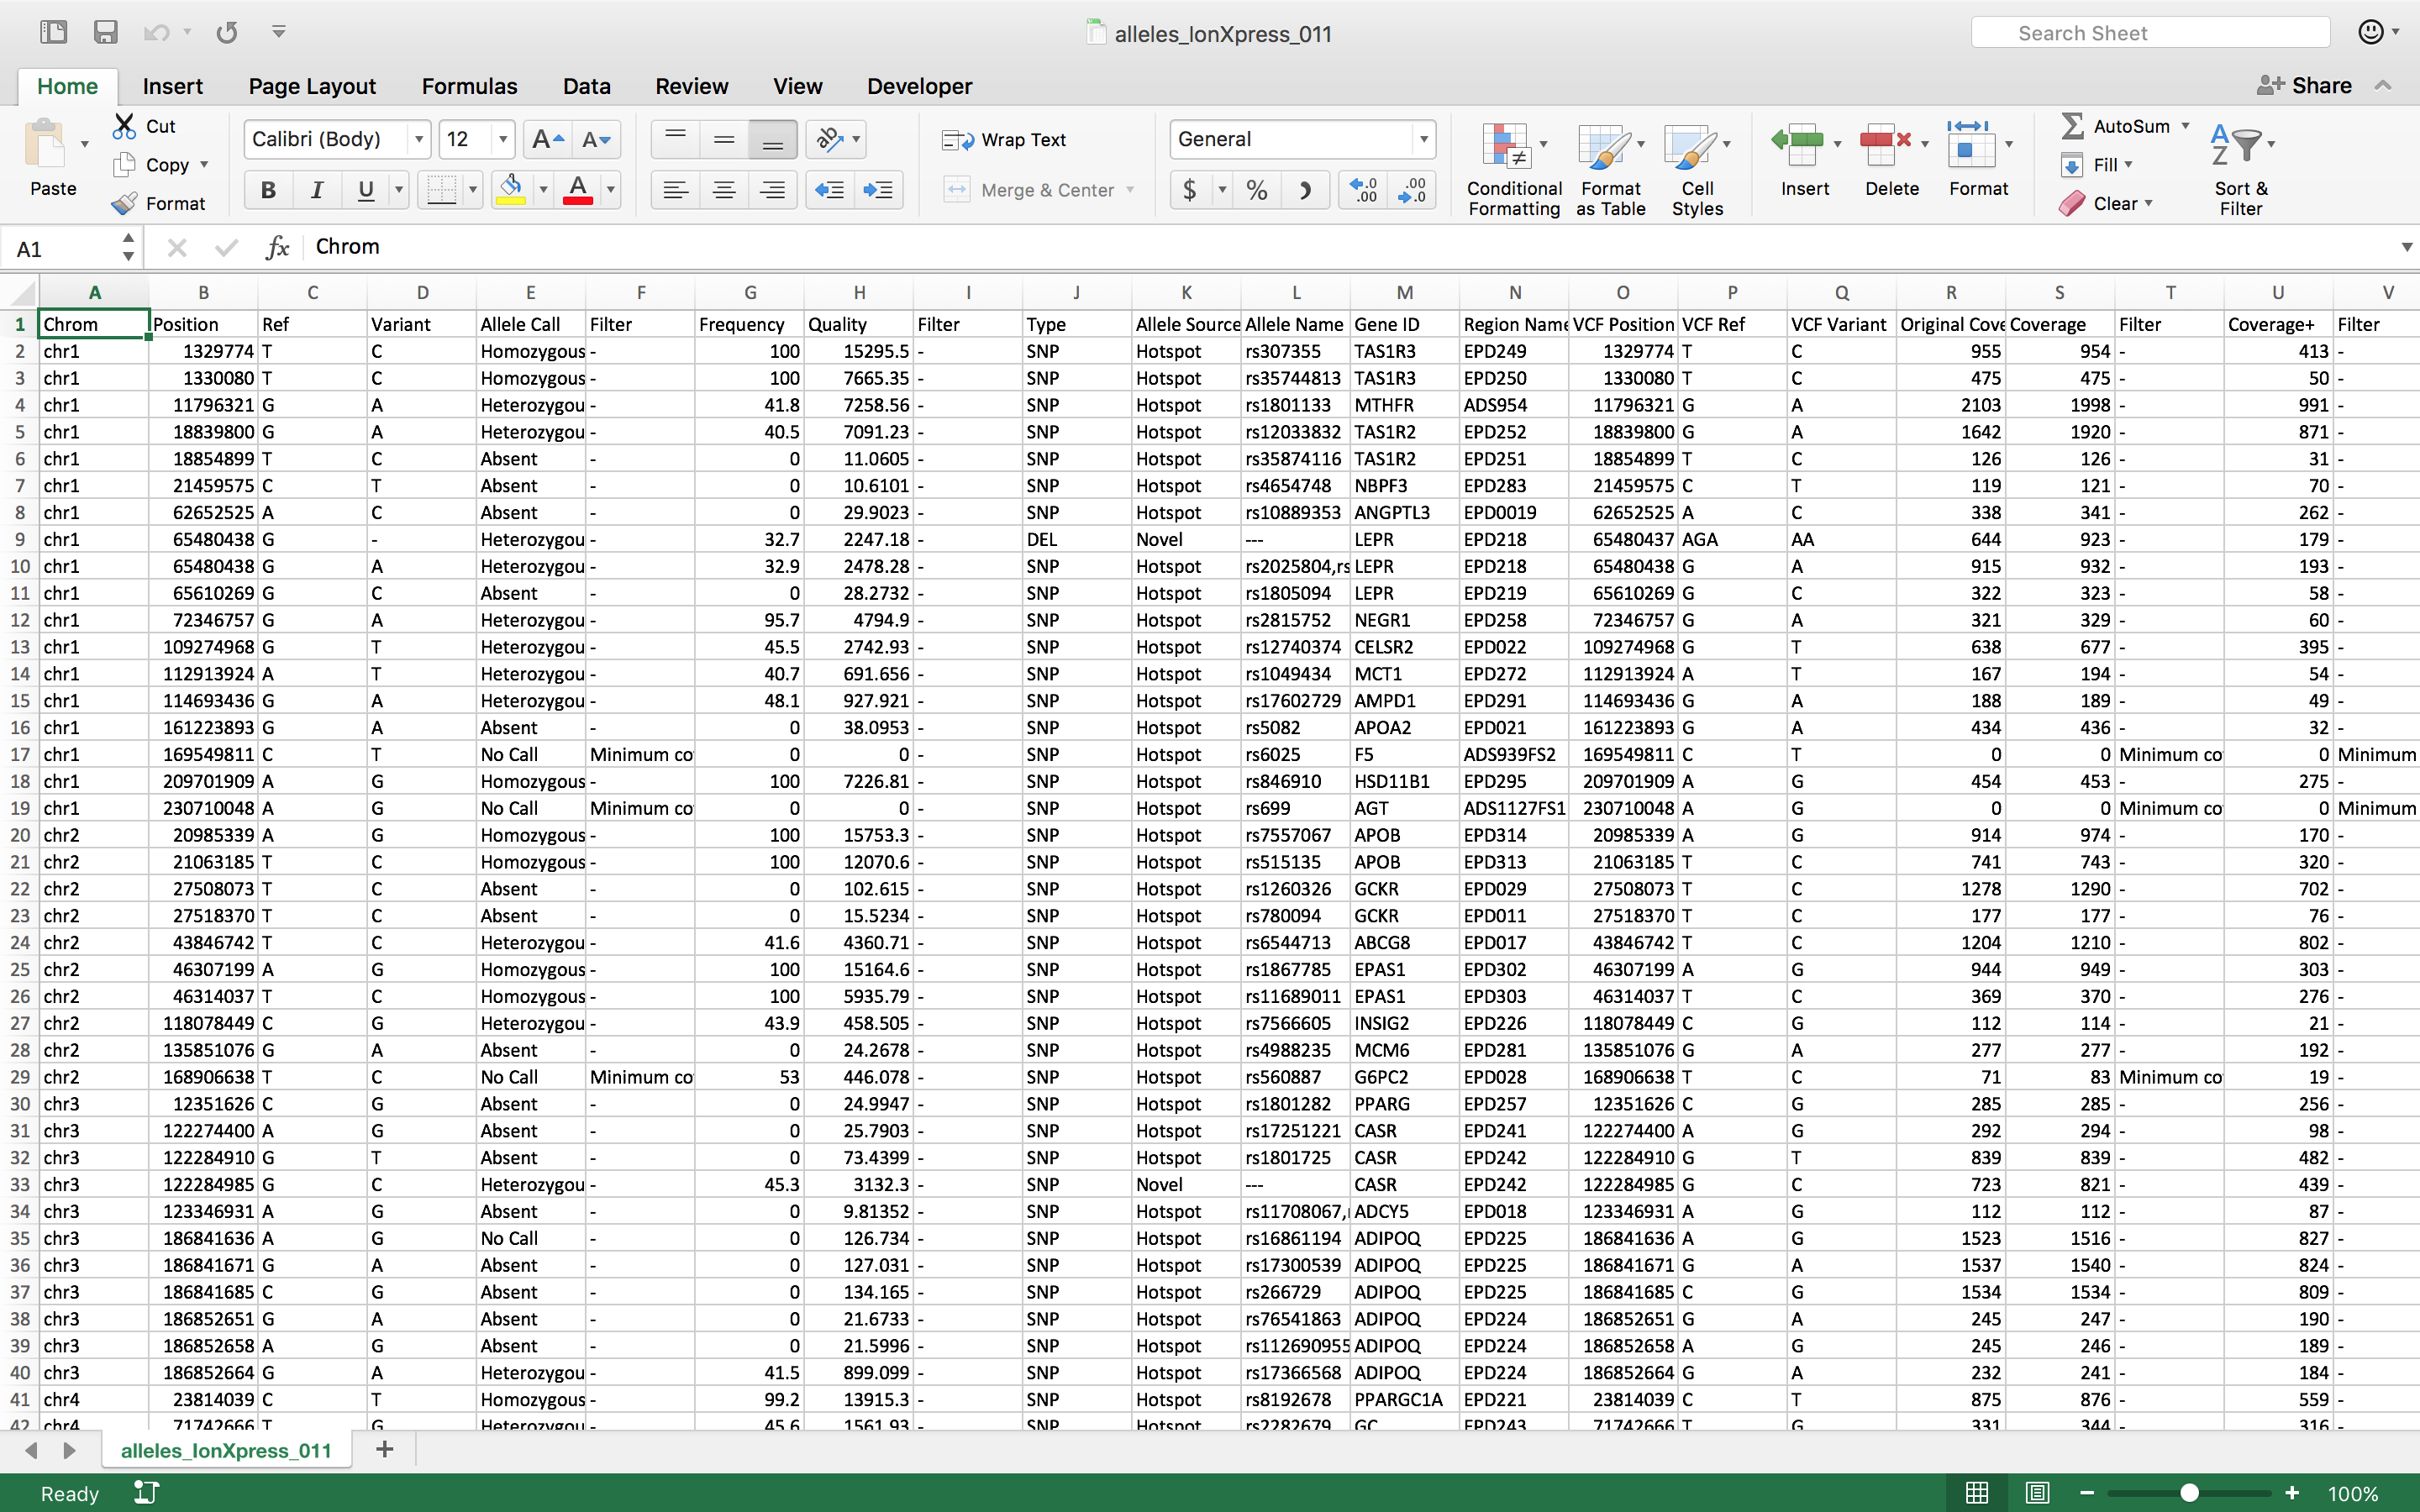 alleles_IonXpress_011
Search Sheet
Home Insert Page Layout Formulas Data Review View Developer Share
Cut
Copy
Format
Paste
Calibri (Body) 12
B I U
Wrap Text
Merge & Center
General
$ % )
Conditional Formatting
Format as Table
Cell Styles
Insert Delete Format
AutoSum
Fill
Clear
Sort & Filter
A1 fx Chrom
A B C D E F G H I J K L M N O P Q R S T U V
1 Chrom Position Ref Variant Allele Call Filter Frequency Quality Filter Type Allele Source Allele Name Gene ID Region Name VCF Position VCF Ref VCF Variant Original Cove Coverage Filter Coverage+ Filter
2 chr1 1329774 T C Homozygous - 100 15295.5 - SNP Hotspot rs307355 TAS1R3 EPD249 1329774 T C 955 954 - 413 -
3 chr1 1330080 T C Homozygous - 100 7665.35 - SNP Hotspot rs35744813 TAS1R3 EPD250 1330080 T C 475 475 - 50 -
4 chr1 11796321 G A Heterozygou - 41.8 7258.56 - SNP Hotspot rs1801133 MTHFR ADS954 11796321 G A 2103 1998 - 991 -
5 chr1 18839800 G A Heterozygou - 40.5 7091.23 - SNP Hotspot rs12033832 TAS1R2 EPD252 18839800 G A 1642 1920 - 871 -
6 chr1 18854899 T C Absent - 0 11.0605 - SNP Hotspot rs35874116 TAS1R2 EPD251 18854899 T C 126 126 - 31 -
7 chr1 21459575 C T Absent - 0 10.6101 - SNP Hotspot rs4654748 NBPF3 EPD283 21459575 C T 119 121 - 70 -
8 chr1 62652525 A C Absent - 0 29.9023 - SNP Hotspot rs10889353 ANGPTL3 EPD0019 62652525 A C 338 341 - 262 -
9 chr1 65480438 G - Heterozygou - 32.7 2247.18 - DEL Novel --- LEPR EPD218 65480437 AGA AA 644 923 - 179 -
10 chr1 65480438 G A Heterozygou - 32.9 2478.28 - SNP Hotspot rs2025804,rs LEPR EPD218 65480438 G A 915 932 - 193 -
11 chr1 65610269 G C Absent - 0 28.2732 - SNP Hotspot rs1805094 LEPR EPD219 65610269 G C 322 323 - 58 -
12 chr1 72346757 G A Heterozygou - 95.7 4794.9 - SNP Hotspot rs2815752 NEGR1 EPD258 72346757 G A 321 329 - 60 -
13 chr1 109274968 G T Heterozygou - 45.5 2742.93 - SNP Hotspot rs12740374 CELSR2 EPD022 109274968 G T 638 677 - 395 -
14 chr1 112913924 A T Heterozygou - 40.7 691.656 - SNP Hotspot rs1049434 MCT1 EPD272 112913924 A T 167 194 - 54 -
15 chr1 114693436 G A Heterozygou - 48.1 927.921 - SNP Hotspot rs17602729 AMPD1 EPD291 114693436 G A 188 189 - 49 -
16 chr1 161223893 G A Absent - 0 38.0953 - SNP Hotspot rs5082 APOA2 EPD021 161223893 G A 434 436 - 32 -
17 chr1 169549811 C T No Call Minimum co 0 0 - SNP Hotspot rs6025 F5 ADS939FS2 169549811 C T 0 0 Minimum co 0 Minimum
18 chr1 209701909 A G Homozygous - 100 7226.81 - SNP Hotspot rs846910 HSD11B1 EPD295 209701909 A G 454 453 - 275 -
19 chr1 230710048 A G No Call Minimum co 0 0 - SNP Hotspot rs699 AGT ADS1127FS1 230710048 A G 0 0 Minimum co 0 Minimum
20 chr2 20985339 A G Homozygous - 100 15753.3 - SNP Hotspot rs7557067 APOB EPD314 20985339 A G 914 974 - 170 -
21 chr2 21063185 T C Homozygous - 100 12070.6 - SNP Hotspot rs515135 APOB EPD313 21063185 T C 741 743 - 320 -
22 chr2 27508073 T C Absent - 0 102.615 - SNP Hotspot rs1260326 GCKR EPD029 27508073 T C 1278 1290 - 702 -
23 chr2 27518370 T C Absent - 0 15.5234 - SNP Hotspot rs780094 GCKR EPD011 27518370 T C 177 177 - 76 -
24 chr2 43846742 T C Heterozygou - 41.6 4360.71 - SNP Hotspot rs6544713 ABCG8 EPD017 43846742 T C 1204 1210 - 802 -
25 chr2 46307199 A G Homozygous - 100 15164.6 - SNP Hotspot rs1867785 EPAS1 EPD302 46307199 A G 944 949 - 303 -
26 chr2 46314037 T C Homozygous - 100 5935.79 - SNP Hotspot rs11689011 EPAS1 EPD303 46314037 T C 369 370 - 276 -
27 chr2 118078449 C G Heterozygou - 43.9 458.505 - SNP Hotspot rs7566605 INSIG2 EPD226 118078449 C G 112 114 - 21 -
28 chr2 135851076 G A Absent - 0 24.2678 - SNP Hotspot rs4988235 MCM6 EPD281 135851076 G A 277 277 - 192 -
29 chr2 168906638 T C No Call Minimum co 53 446.078 - SNP Hotspot rs560887 G6PC2 EPD028 168906638 T C 71 83 Minimum co 19 -
30 chr3 12351626 C G Absent - 0 24.9947 - SNP Hotspot rs1801282 PPARG EPD257 12351626 C G 285 285 - 256 -
31 chr3 122274400 A G Absent - 0 25.7903 - SNP Hotspot rs17251221 CASR EPD241 122274400 A G 292 294 - 98 -
32 chr3 122284910 G T Absent - 0 73.4399 - SNP Hotspot rs1801725 CASR EPD242 122284910 G T 839 839 - 482 -
33 chr3 122284985 G C Heterozygou - 45.3 3132.3 - SNP Novel --- CASR EPD242 122284985 G C 723 821 - 439 -
34 chr3 123346931 A G Absent - 0 9.81352 - SNP Hotspot rs11708067, ADCY5 EPD018 123346931 A G 112 112 - 87 -
35 chr3 186841636 A G No Call - 0 126.734 - SNP Hotspot rs16861194 ADIPOQ EPD225 186841636 A G 1523 1516 - 827 -
36 chr3 186841671 G A Absent - 0 127.031 - SNP Hotspot rs17300539 ADIPOQ EPD225 186841671 G A 1537 1540 - 824 -
37 chr3 186841685 C G Absent - 0 134.165 - SNP Hotspot rs266729 ADIPOQ EPD225 186841685 C G 1534 1534 - 809 -
38 chr3 186852651 G A Absent - 0 21.6733 - SNP Hotspot rs76541863 ADIPOQ EPD224 186852651 G A 245 247 - 190 -
39 chr3 186852658 A G Absent - 0 21.5996 - SNP Hotspot rs112690955 ADIPOQ EPD224 186852658 A G 245 246 - 189 -
40 chr3 186852664 G A Heterozygou - 41.5 899.099 - SNP Hotspot rs17366568 ADIPOQ EPD224 186852664 G A 232 241 - 184 -
41 chr4 23814039 C T Homozygous - 99.2 13915.3 - SNP Hotspot rs8192678 PPARGC1A EPD221 23814039 C T 875 876 - 559 -
42 chr4 71742666 T G Heterozygou - 45.6 1561.93 - SNP Hotspot rs2282679 GC EPD243 71742666 T G 331 344 - 316 -
alleles_IonXpress_011 +
Ready 100%